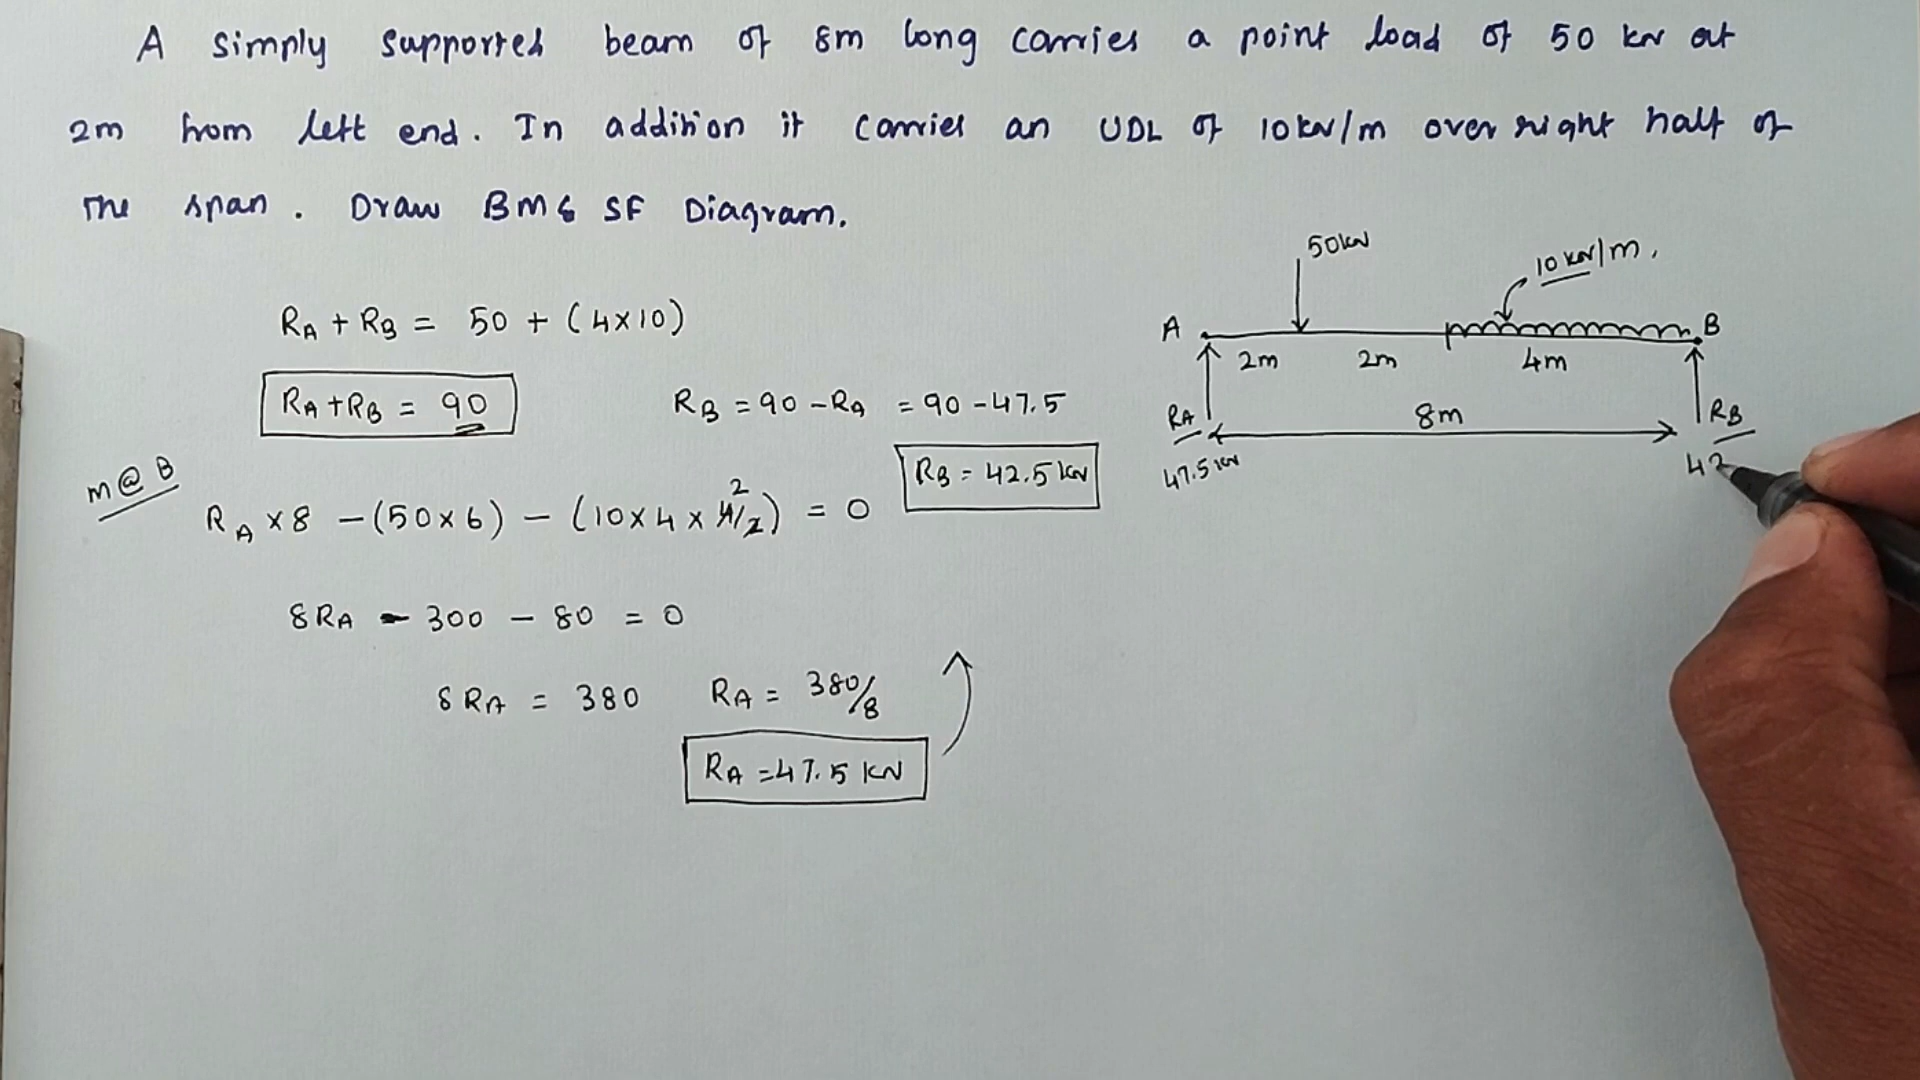 A simply supported beam of 8m long carries a point load of 50 kN at
2m from left end. In addition it carries an UDL of 10kN/m over right half of
the span. Draw BM & SF Diagram.
50kN
10 kN/m.
A B
2m 2m 4m
RA 8m RB
47.5 kN 42
RA + RB = 50 + (4×10)
RA+RB = 90
RB = 90 - RA = 90 - 47.5
RB = 42.5 kN
m@B
RA × 8 - (50×6) - (10×4×4/2) = 0
2
8RA - 300 - 80 = 0
8RA = 380 RA = 380/8
RA = 47.5 KN